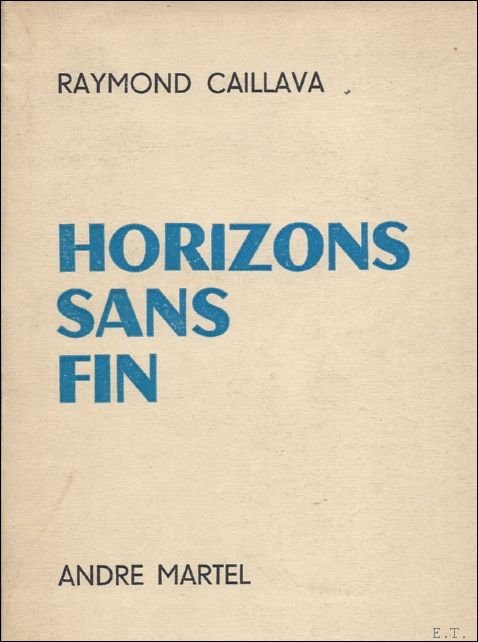 RAYMOND CAILLAVA
HORIZONS
SANS
FIN
ANDRE MARTEL
E.T.